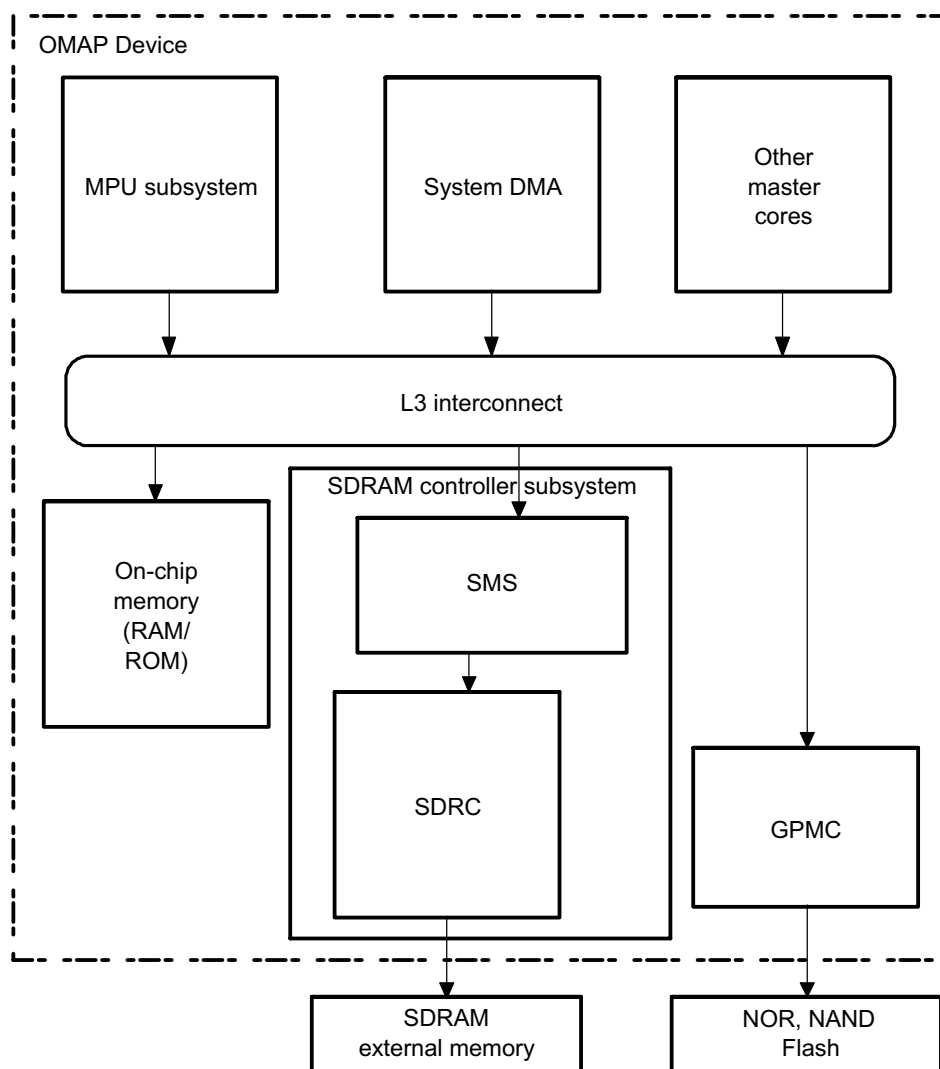 OMAP Device
MPU subsystem
System DMA
Other
master
cores
L3 interconnect
SDRAM controller subsystem
On-chip
memory
(RAM/
ROM)
SMS
SDRC
GPMC
SDRAM
external memory
NOR, NAND
Flash